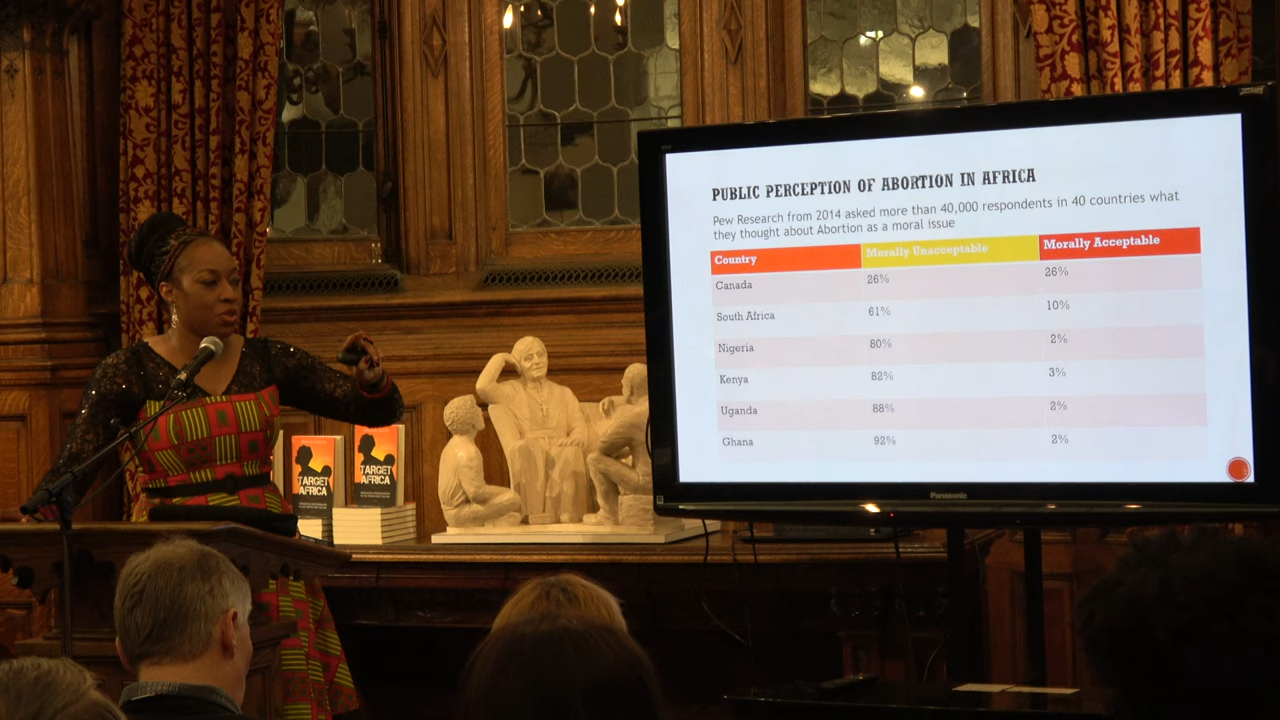 PUBLIC PERCEPTION OF ABORTION IN AFRICA
Pew Research from 2014 asked more than 40,000 respondents in 40 countries what
they thought about Abortion as a moral issue
Country Morally Unacceptable Morally Acceptable
Canada 26% 26%
South Africa 61% 10%
Nigeria 80% 2%
Kenya 82% 3%
Uganda 88% 2%
Ghana 92% 2%
Panasonic
TARGET
AFRICA
TARGET
AFRICA